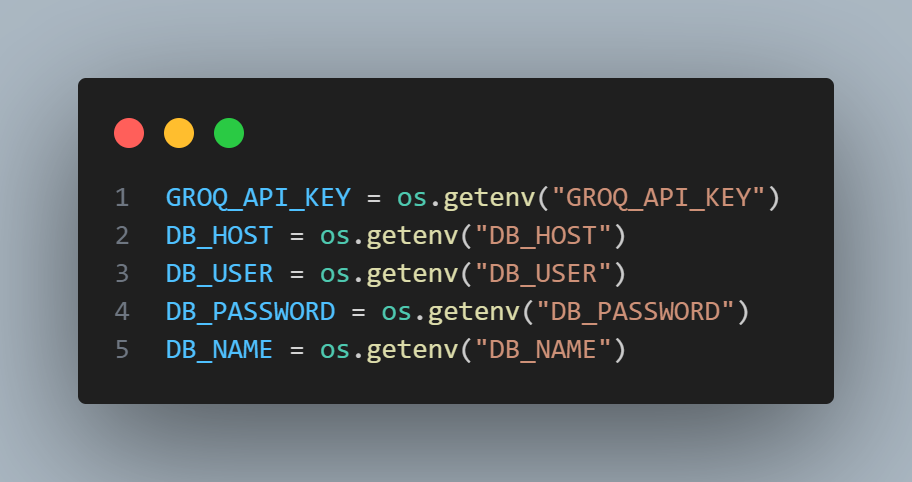 1 GROQ_API_KEY = os.getenv("GROQ_API_KEY")
2 DB_HOST = os.getenv("DB_HOST")
3 DB_USER = os.getenv("DB_USER")
4 DB_PASSWORD = os.getenv("DB_PASSWORD")
5 DB_NAME = os.getenv("DB_NAME")